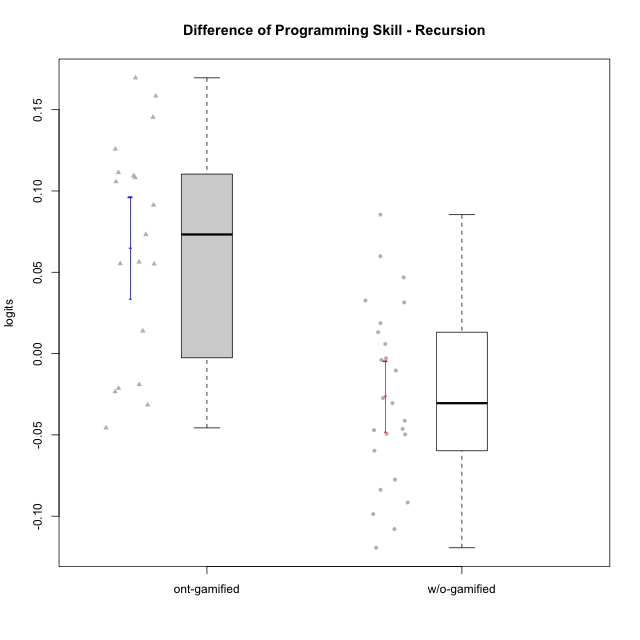 Difference of Programming Skill - Recursion
logits
0.15
0.10
0.05
0.00
-0.05
-0.10
ont-gamified
w/o-gamified